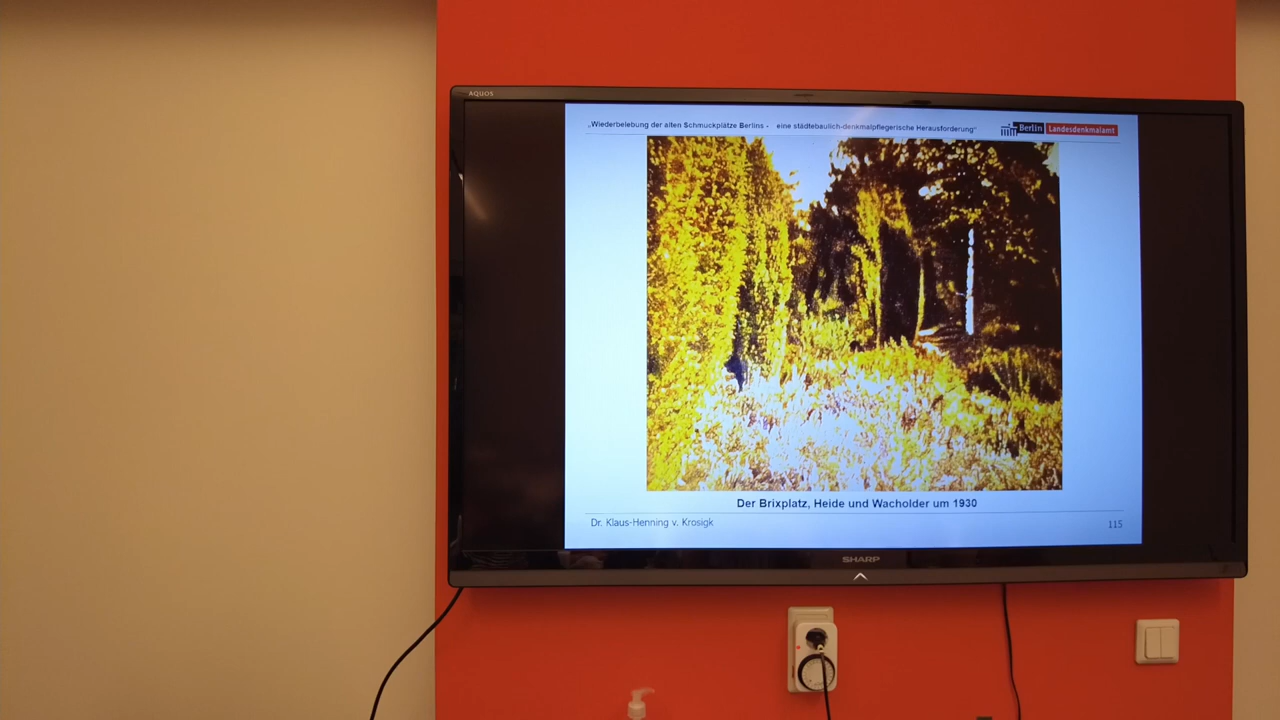 AQUOS
„Wiederbelebung der alten Schmuckplätze Berlins - eine städtebaulich-denkmalpflegerische Herausforderung“
Berlin Landesdenkmalamt
Der Brixplatz, Heide und Wacholder um 1930
Dr. Klaus-Henning v. Krosigk
115
SHARP